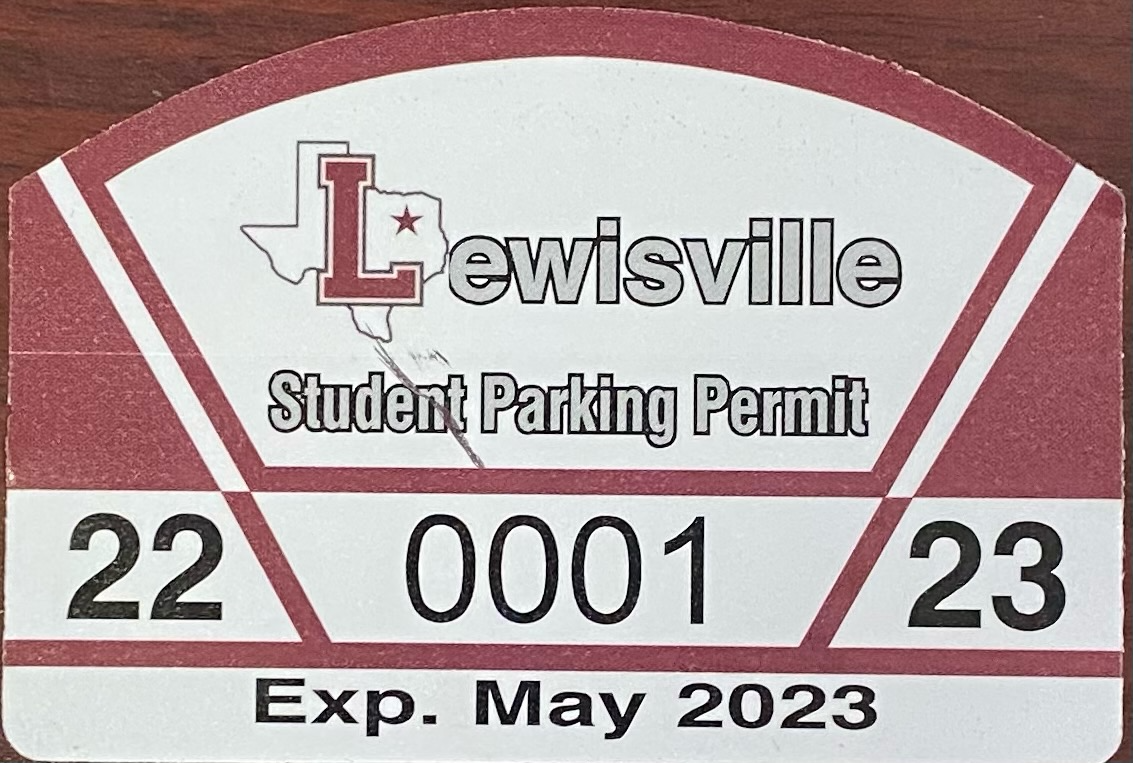 Lewisville
Student Parking Permit
22 0001 23
Exp. May 2023